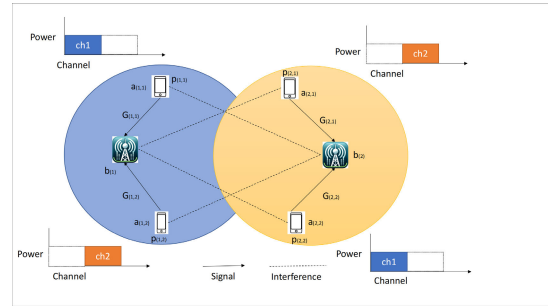 Power
ch1
Channel
Power
ch2
Channel
p(1,1)
a(1,1)
G(1,1)
b(1)
G(1,2)
a(1,2)
p(1,2)
p(2,1)
a(2,1)
G(2,1)
b(2)
G(2,2)
a(2,2)
p(2,2)
Power
ch2
Channel
Power
ch1
Channel
Signal
Interference